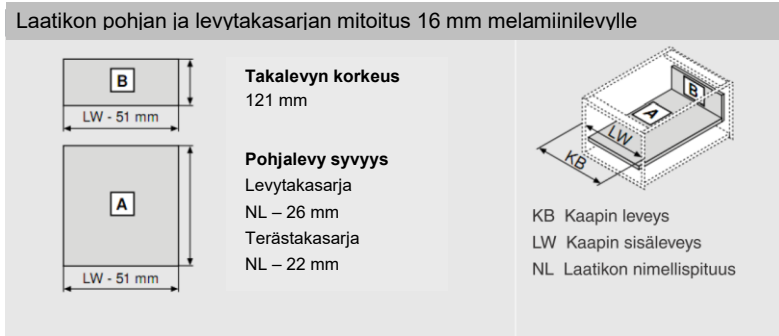 Laatikon pohjan ja levytakasarjan mitoitus 16 mm melamiinilevylle
B
LW - 51 mm
Takalevyn korkeus
121 mm
A
LW - 51 mm
Pohjalevy syvyys
Levytakasarja
NL – 26 mm
Terästakasarja
NL – 22 mm
B
A
LW
KB
KB Kaapin leveys
LW Kaapin sisäleveys
NL Laatikon nimellispituus